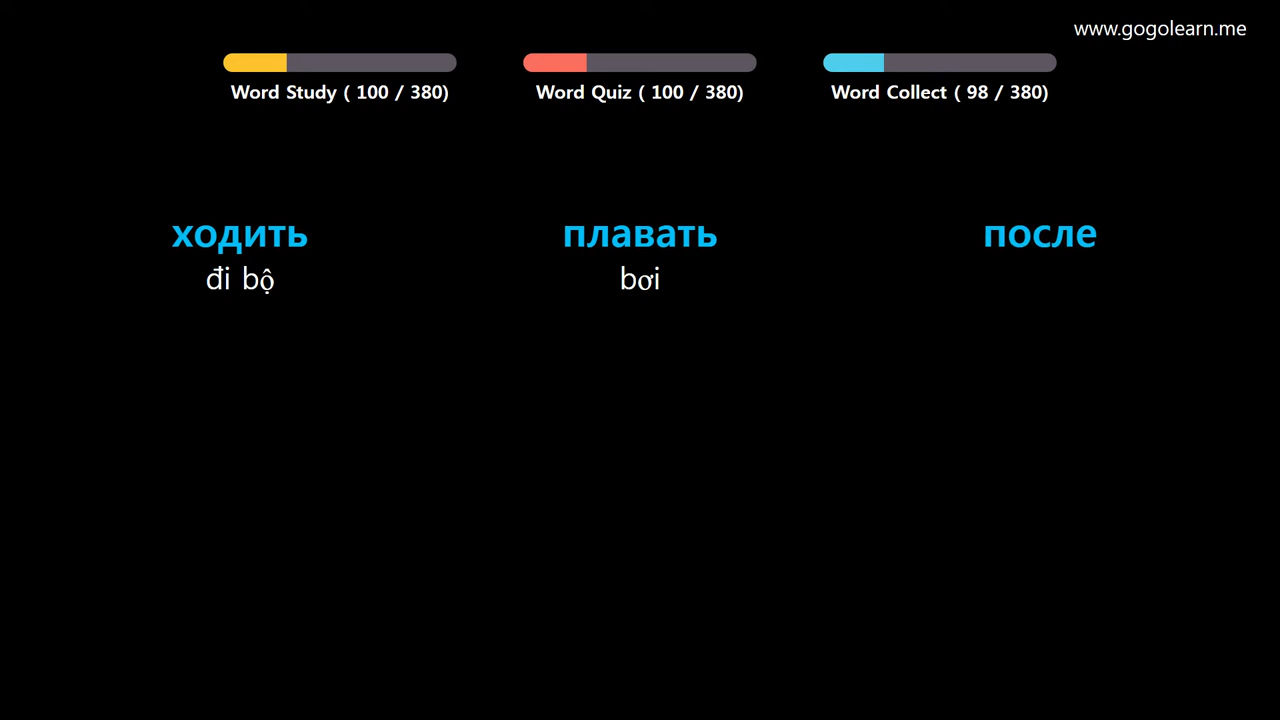 www.gogolearn.me
Word Study ( 100 / 380)
Word Quiz ( 100 / 380)
Word Collect ( 98 / 380)
ходить
đi bộ
плавать
bơi
после